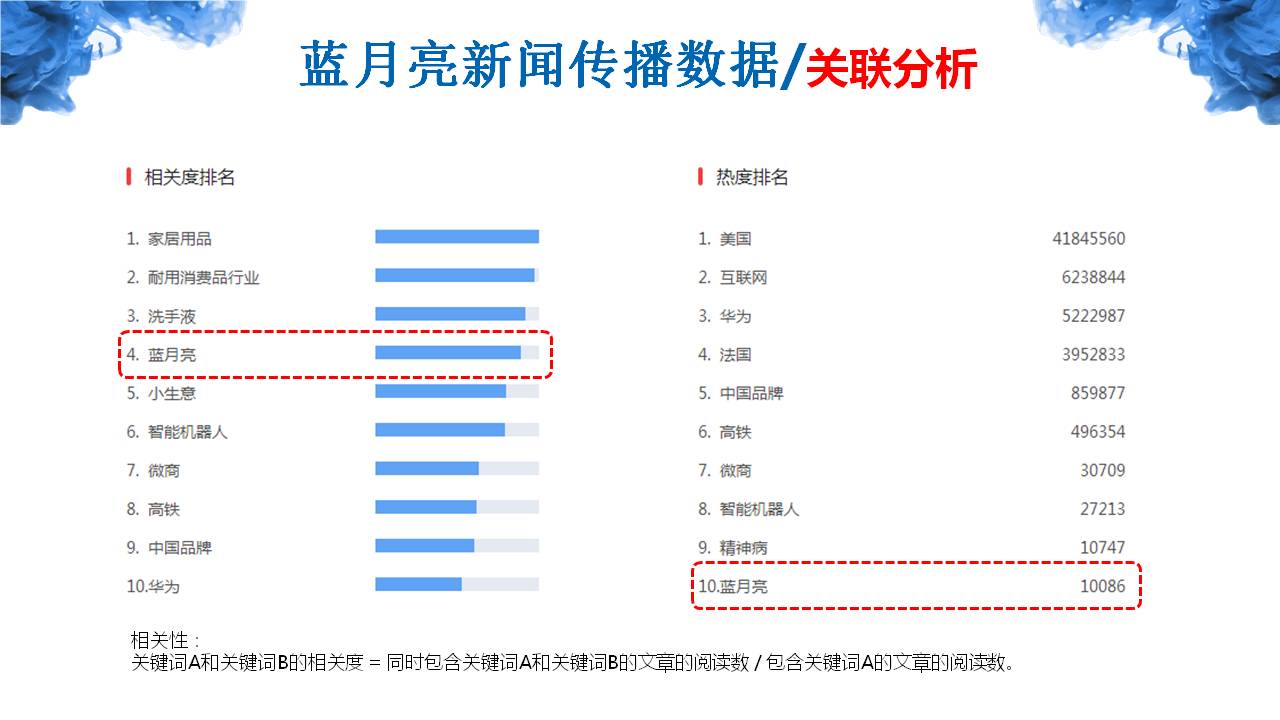 蓝月亮新闻传播数据/关联分析
相关度排名
1. 家居用品
2. 耐用消费品行业
3. 洗手液
4. 蓝月亮
5. 小生意
6. 智能机器人
7. 微商
8. 高铁
9. 中国品牌
10.华为
热度排名
1. 美国 41845560
2. 互联网 6238844
3. 华为 5222987
4. 法国 3952833
5. 中国品牌 859877
6. 高铁 496354
7. 微商 30709
8. 智能机器人 27213
9. 精神病 10747
10.蓝月亮 10086
相关性：
关键词A和关键词B的相关度 = 同时包含关键词A和关键词B的文章的阅读数 / 包含关键词A的文章的阅读数。